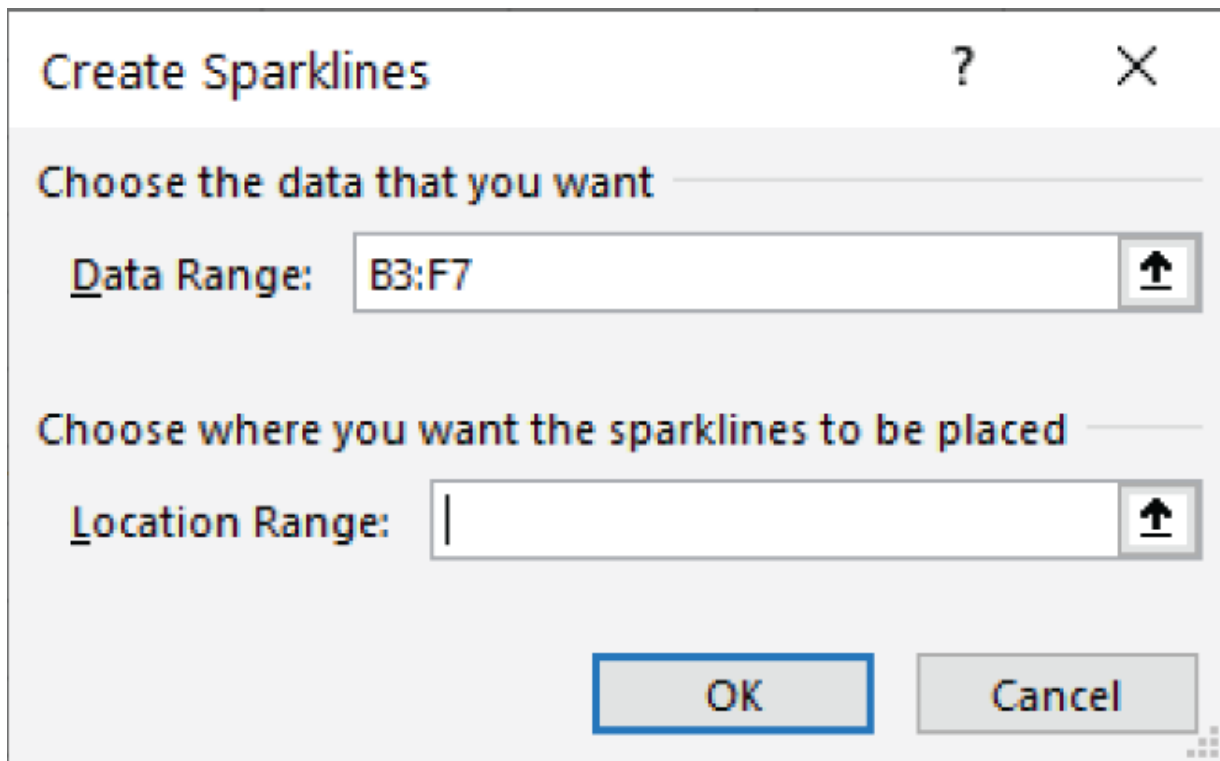 Create Sparklines ?
Choose the data that you want
Data Range: B3:F7
Choose where you want the sparklines to be placed
Location Range:
OK Cancel